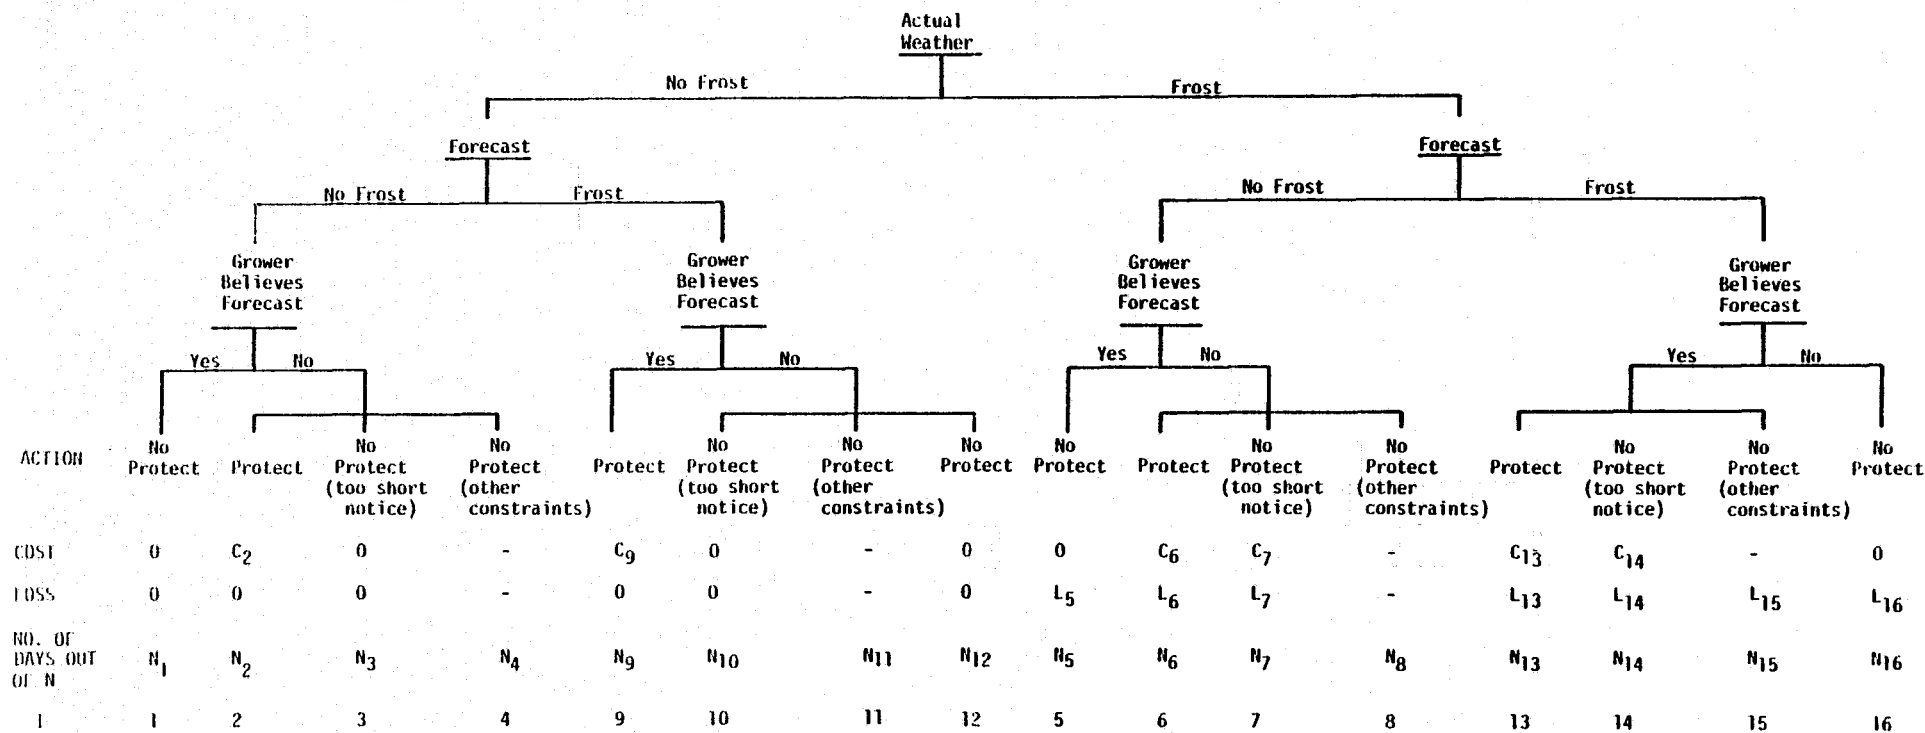 Actual
Weather
No Frost
Frost
Forecast
Forecast
No Frost
Frost
No Frost
Frost
Grower
Believes
Forecast
Grower
Believes
Forecast
Grower
Believes
Forecast
Grower
Believes
Forecast
Yes
No
Yes
No
Yes
No
Yes
No
ACTION
No
Protect
Protect
No
Protect
(too short
notice)
No
Protect
(other
constraints)
Protect
No
Protect
(too short
notice)
No
Protect
(other
constraints)
No
Protect
No
Protect
Protect
No
Protect
(too short
notice)
No
Protect
(other
constraints)
Protect
No
Protect
(too short
notice)
No
Protect
(other
constraints)
No
Protect
COST 0 C2 0 - C9 0 - 0 0 C6 C7 - C13 C14 - 0
LOSS 0 0 0 - 0 0 - 0 L5 L6 L7 - L13 L14 L15 L16
NO. OF
DAYS OUT
OF N
N1 N2 N3 N4 N9 N10 N11 N12 N5 N6 N7 N8 N13 N14 N15 N16
I 1 2 3 4 9 10 11 12 5 6 7 8 13 14 15 16